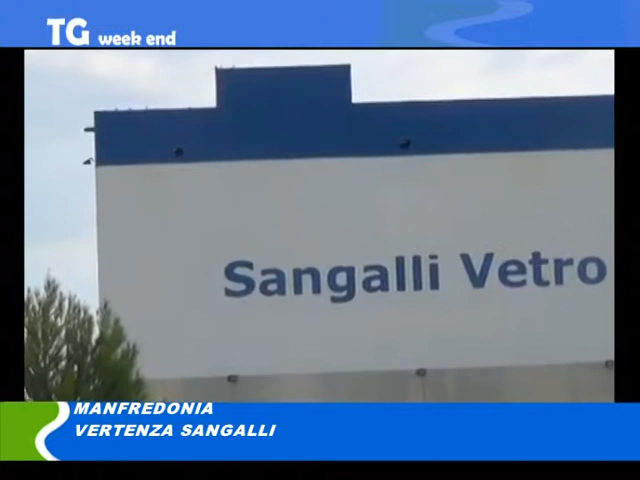 TG week end
Sangalli Vetro
MANFREDONIA
VERTENZA SANGALLI